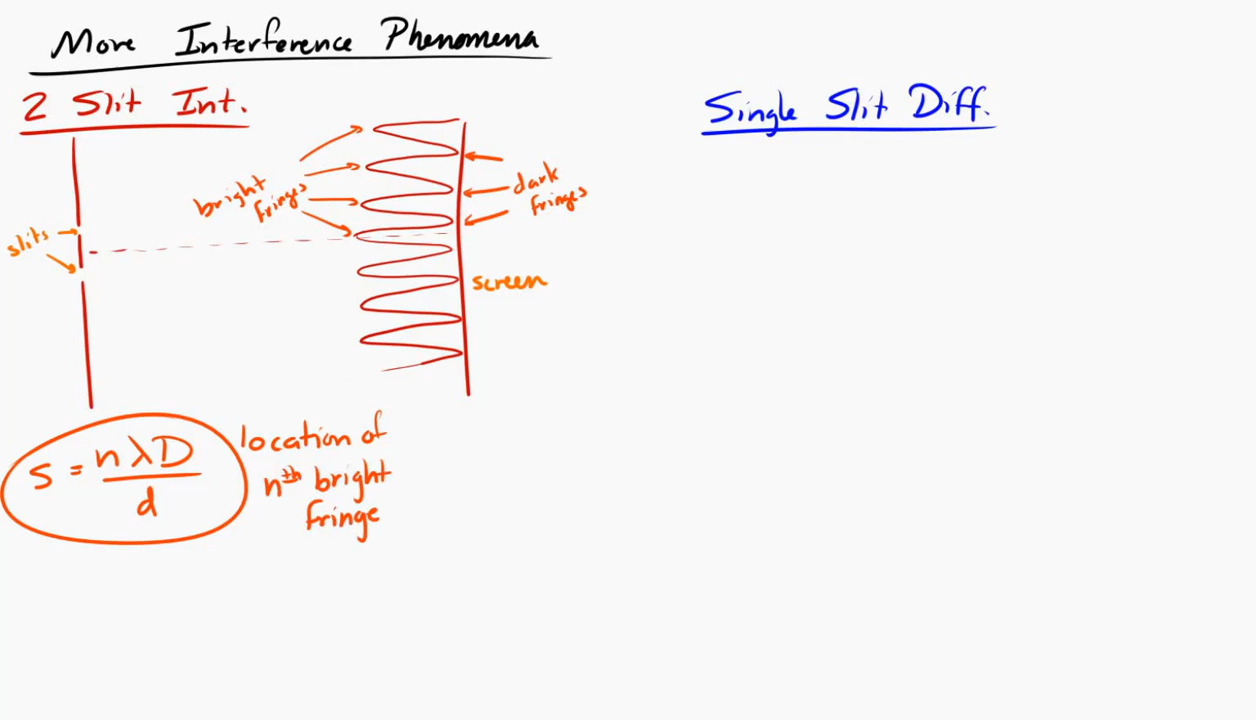 More Interference Phenomena
2 Slit Int.
Single Slit Diff.
bright
fringes
dark
fringes
slits
screen
S = nλD
d
location of
nth bright
fringe